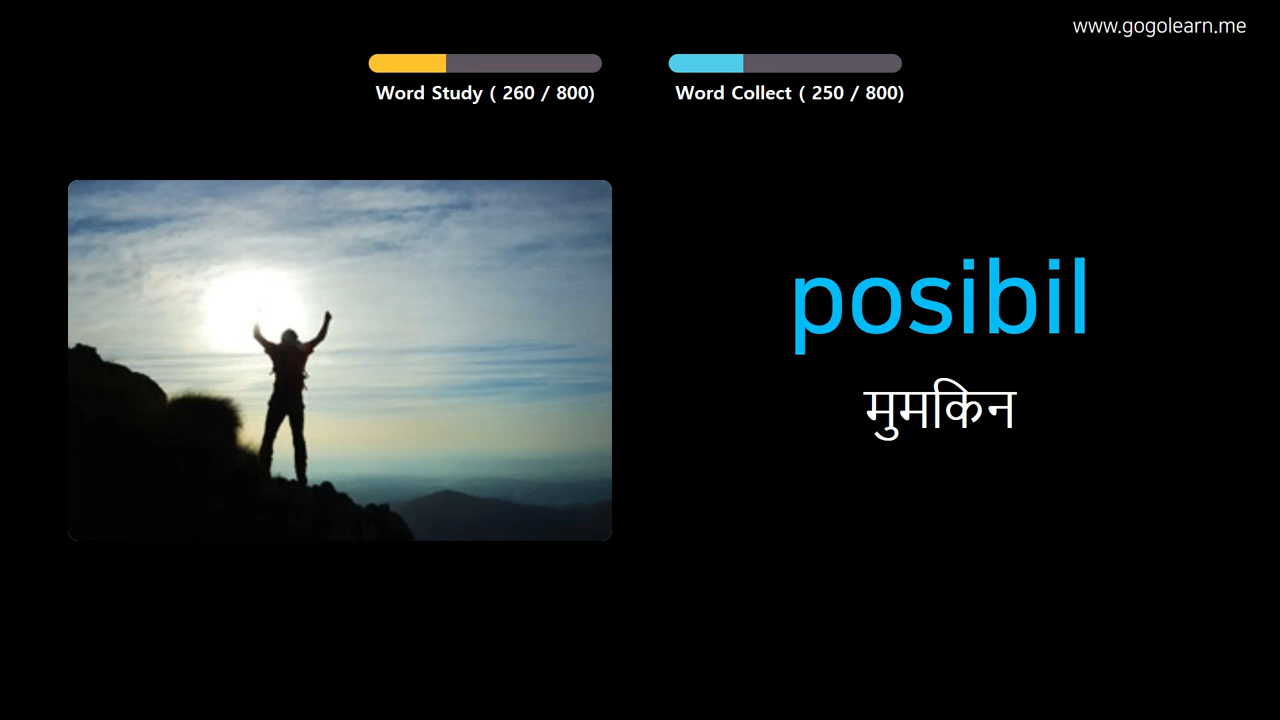 www.gogolearn.me
Word Study ( 260 / 800)
Word Collect ( 250 / 800)
posibil
मुमकिन